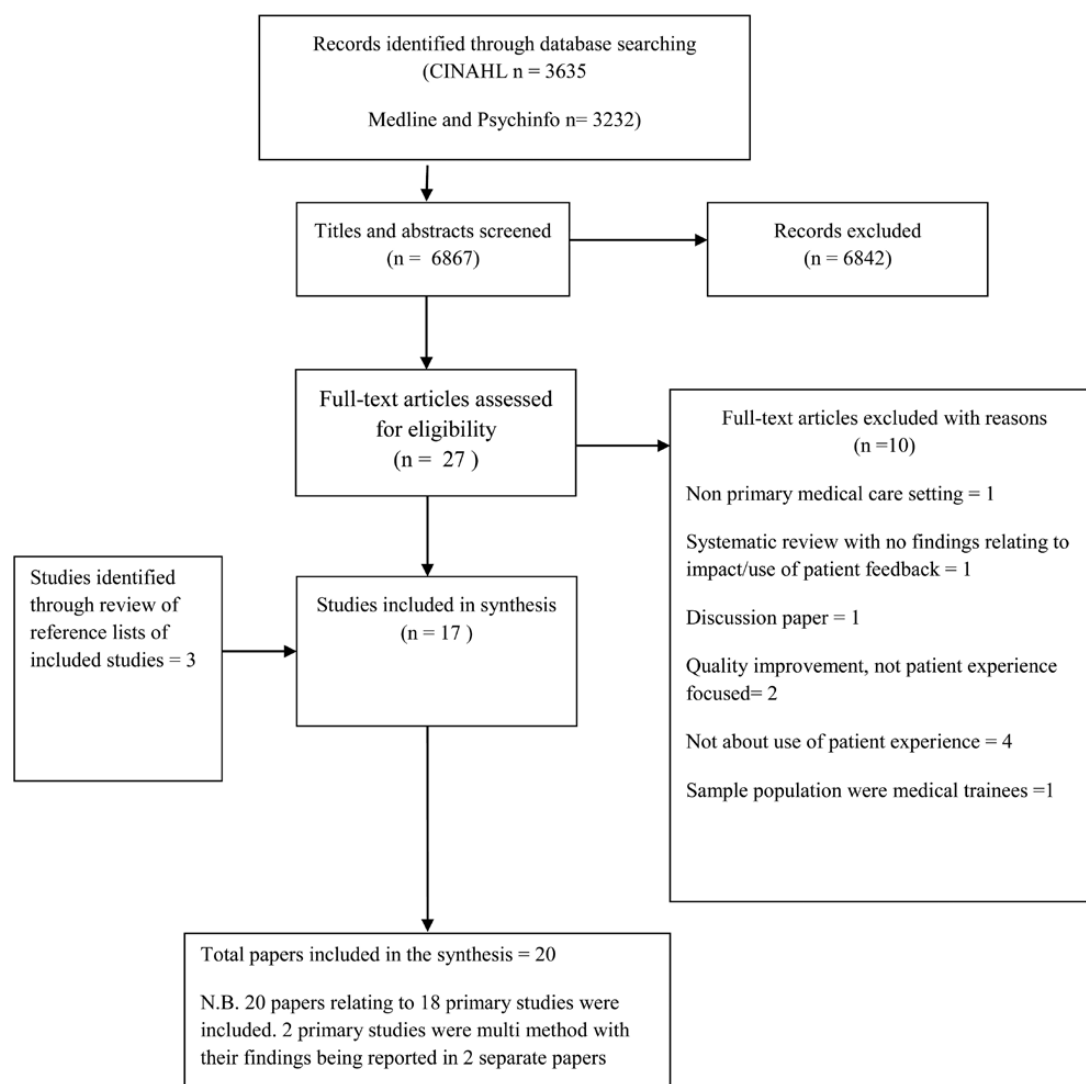 Records identified through database searching
(CINAHL n = 3635
Medline and Psychinfo n= 3232)
Titles and abstracts screened
(n = 6867)
Records excluded
(n = 6842)
Full-text articles assessed
for eligibility
(n = 27 )
Full-text articles excluded with reasons
(n =10)
Non primary medical care setting = 1
Systematic review with no findings relating to
impact/use of patient feedback = 1
Discussion paper = 1
Quality improvement, not patient experience
focused= 2
Not about use of patient experience = 4
Sample population were medical trainees =1
Studies identified
through review of
reference lists of
included studies = 3
Studies included in synthesis
(n = 17 )
Total papers included in the synthesis = 20
N.B. 20 papers relating to 18 primary studies were
included. 2 primary studies were multi method with
their findings being reported in 2 separate papers